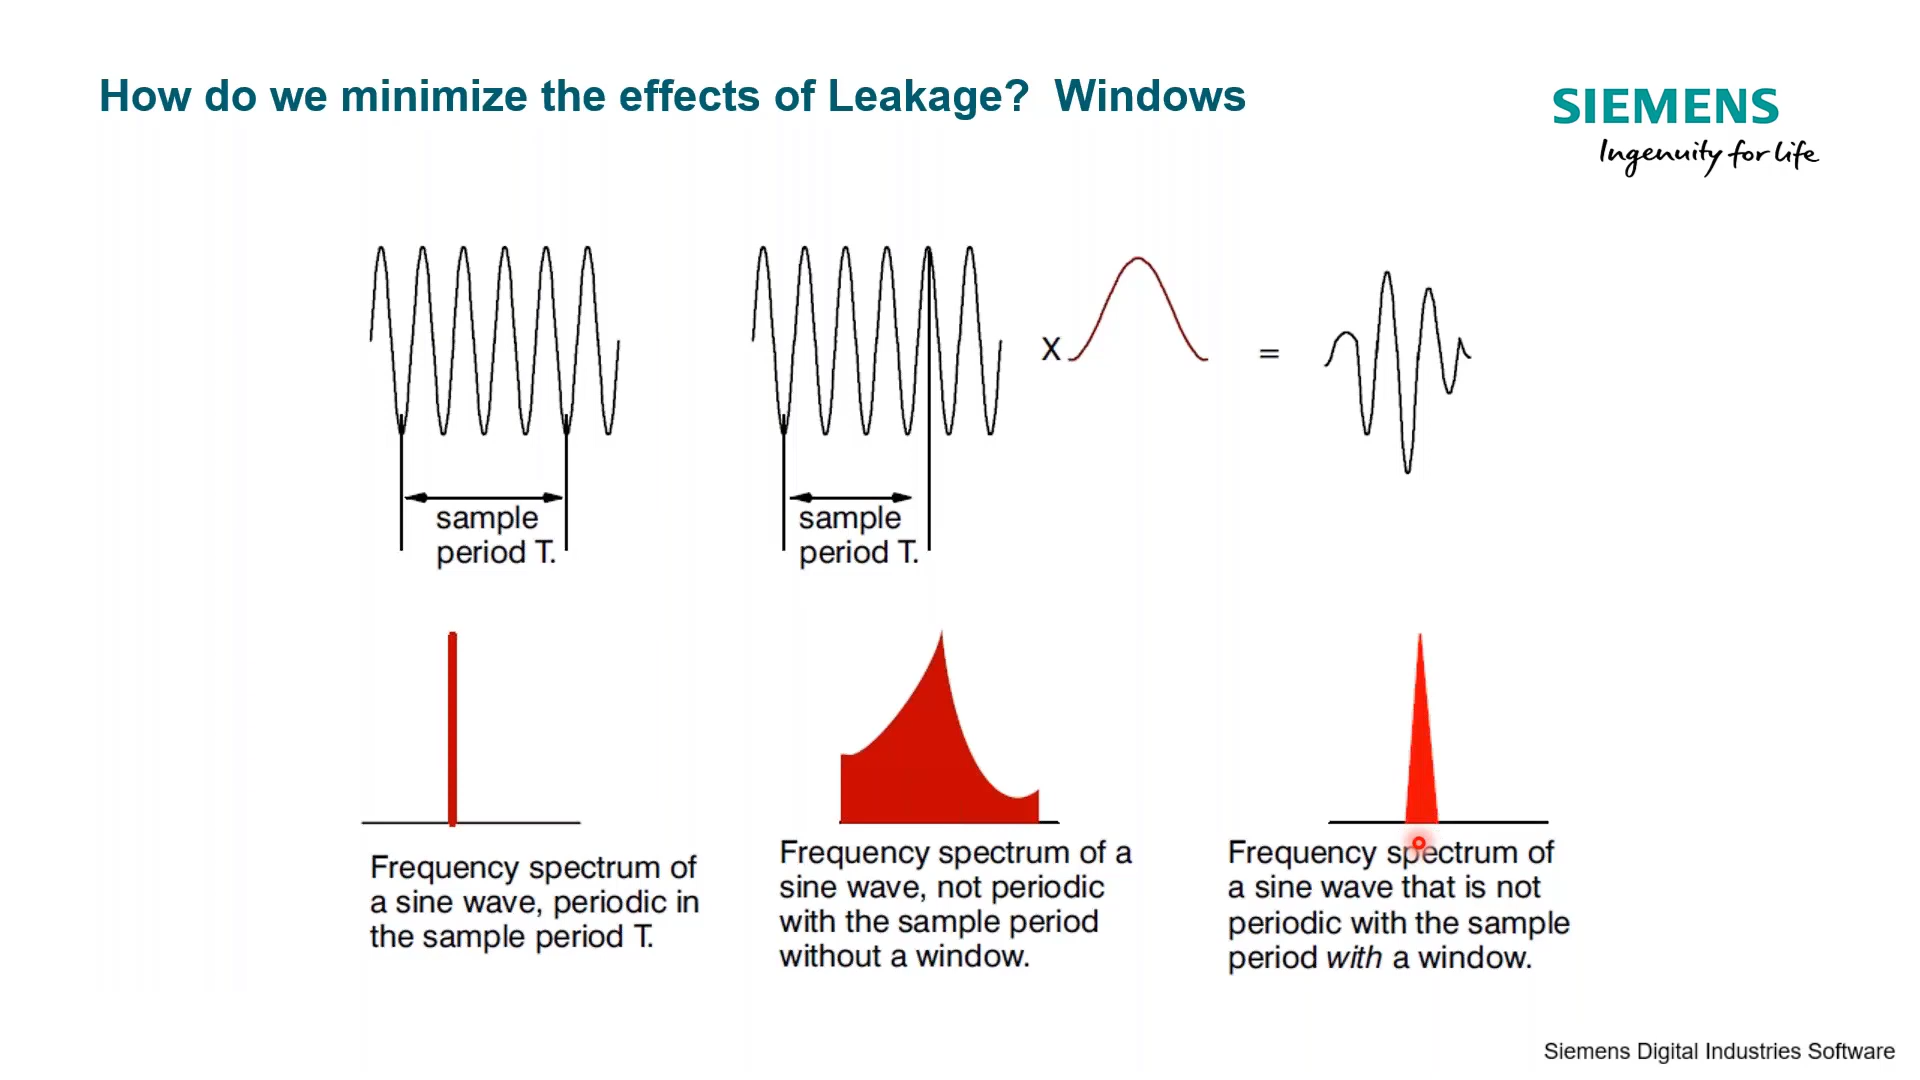 How do we minimize the effects of Leakage? Windows
SIEMENS
Ingenuity for life
X
=
sample
period T.
sample
period T.
Frequency spectrum of
a sine wave, periodic in
the sample period T.
Frequency spectrum of a
sine wave, not periodic
with the sample period
without a window.
Frequency spectrum of
a sine wave that is not
periodic with the sample
period with a window.
Siemens Digital Industries Software